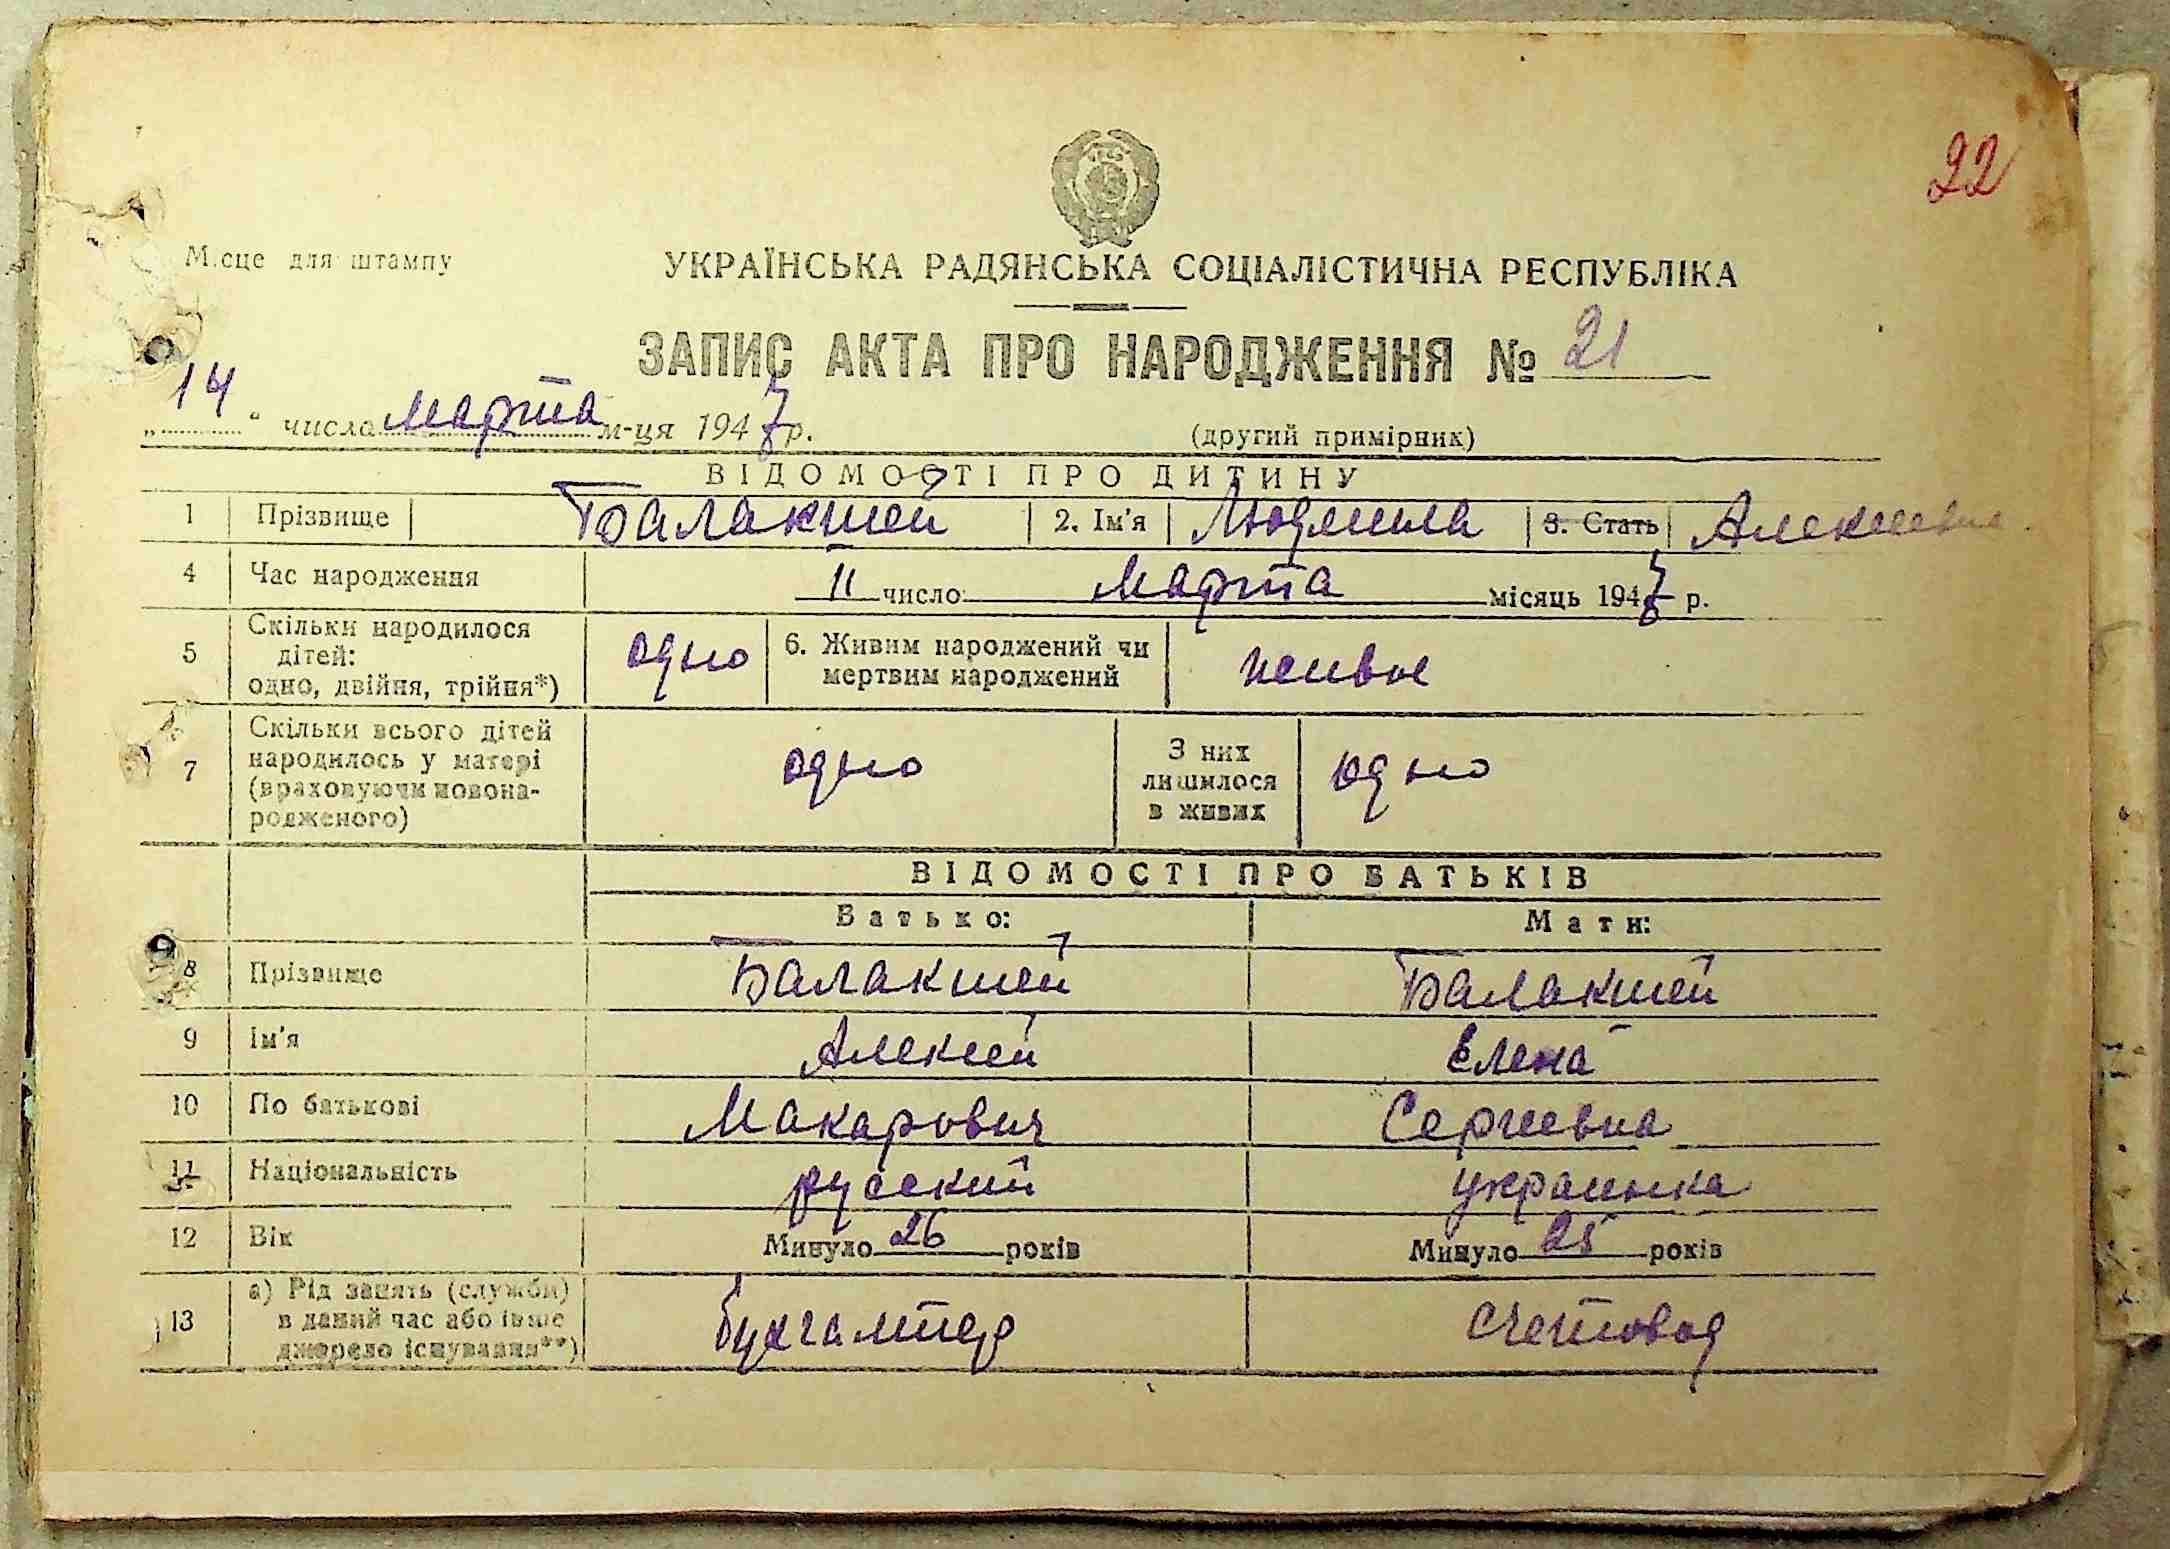 22
Місце для штампу
УКРАЇНСЬКА РАДЯНСЬКА СОЦІАЛІСТИЧНА РЕСПУБЛІКА
ЗАПИС АКТА ПРО НАРОДЖЕННЯ № 21
„14“ числа марта м-ця 1947 р.
(другий примірник)
ВІДОМОСТІ ПРО ДИТИНУ
1 Прізвище Балакшей 2. Ім'я Людмила 3. Стать Алексеевна
4 Час народження 11 число марта місяць 1947 р.
5 Скільки народилося
дітей:
одно, двійня, трійня*)
одно
6. Живим народжений чи
мертвим народжений
живое
7 Скільки всього дітей
народилось у матері
(враховуючи новона-
родженого)
одно
З них
лишилося
в живих
одно
ВІДОМОСТІ ПРО БАТЬКІВ
Батько: Мати:
8 Прізвище Балакшей Балакшей
9 Ім'я Алексей Елена
10 По батькові Макарович Сергеевна
11 Національність русский украинка
12 Вік Минуло 26 років Минуло 25 років
13 а) Рід занять (служби)
в даний час або інше
джерело існування**)
бухгалтер счетовод